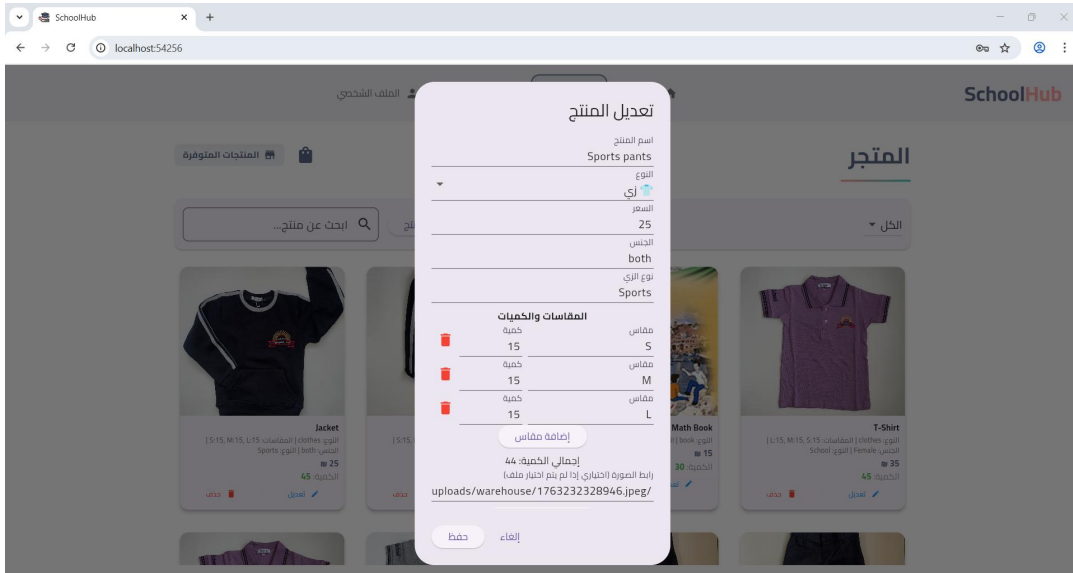 SchoolHub
localhost:54256
SchoolHub
الملف الشخصي
المتجر
المنتجات المتوفرة
الكل
ابحث عن منتج...
تعديل المنتج
اسم المنتج
Sports pants
النوع
زي
السعر
25
الجنس
both
نوع الزي
Sports
المقاسات والكميات
مقاس كمية
S 15
مقاس كمية
M 15
مقاس كمية
L 15
إضافة مقاس
إجمالي الكمية: 44
رابط الصورة (اختياري إذا لم يتم اختيار ملف)
uploads/warehouse/1763232328946.jpeg/
إلغاء
حفظ
T-Shirt
النوع: clothes | المقاسات: L:15, M:15, S:15 |
الجنس: Female | النوع: School
35 ₪
الكمية: 45
تعديل
حذف
Math Book
النوع: book |
15 ₪
الكمية: 30
حذف
Jacket
النوع: clothes | المقاسات: S:15, M:15, L:15 |
الجنس: both | النوع: Sports
25 ₪
الكمية: 45
تعديل
حذف